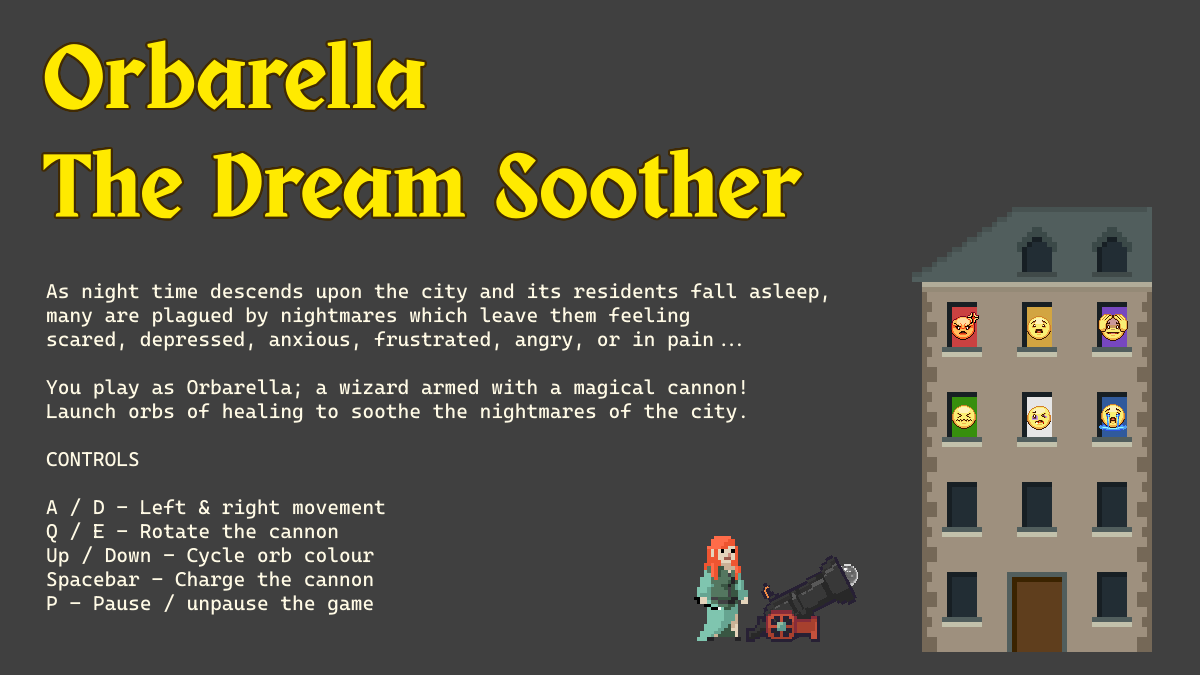 Orbarella
The Dream Soother
As night time descends upon the city and its residents fall asleep,
many are plagued by nightmares which leave them feeling
scared, depressed, anxious, frustrated, angry, or in pain...
You play as Orbarella; a wizard armed with a magical cannon!
Launch orbs of healing to soothe the nightmares of the city.
CONTROLS
A / D – Left & right movement
Q / E – Rotate the cannon
Up / Down – Cycle orb colour
Spacebar – Charge the cannon
P – Pause / unpause the game